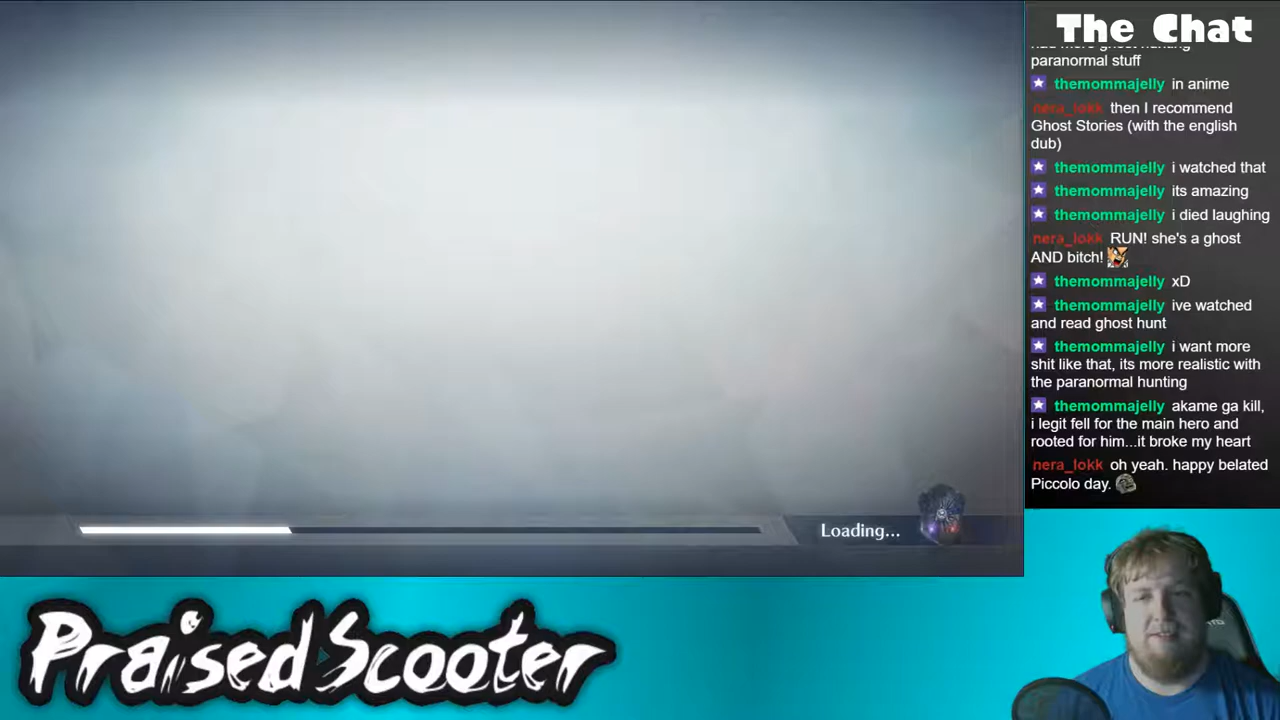 The Chat
paranormal stuff
themommajelly in anime
nera_lokk then I recommend
Ghost Stories (with the english
dub)
themommajelly i watched that
themommajelly its amazing
themommajelly i died laughing
nera_lokk RUN! she's a ghost
AND bitch!
themommajelly xD
themommajelly ive watched
and read ghost hunt
themommajelly i want more
shit like that, its more realistic with
the paranormal hunting
themommajelly akame ga kill,
i legit fell for the main hero and
rooted for him...it broke my heart
nera_lokk oh yeah. happy belated
Piccolo day.
Loading...
PraisedScooter